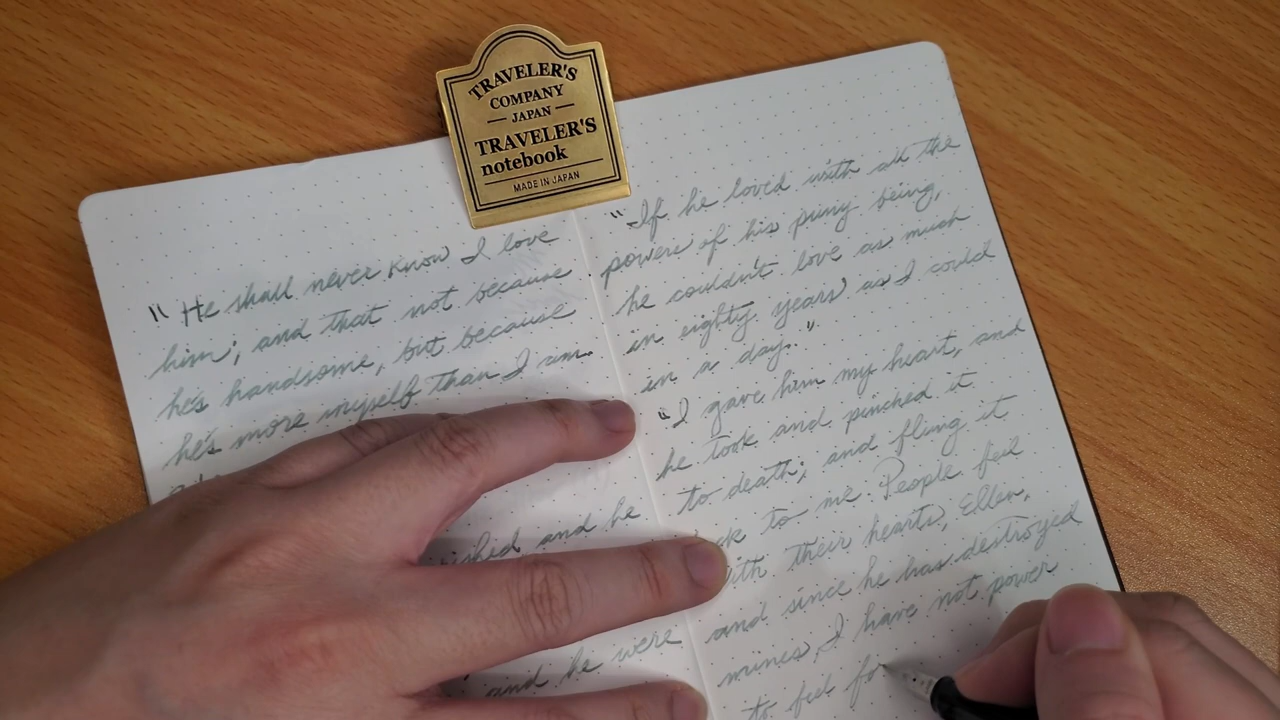 TRAVELER'S
COMPANY
JAPAN
TRAVELER'S
notebook
MADE IN JAPAN
"He shall never know I love
him; and that not because
he's handsome, but because
he's more myself than I am.
and he
and he were
"If he loved with all the
powers of his puny being,
he couldn't love as much
in eighty years as I could
in a day."
"I gave him my heart, and
he took and pinched it
to death; and flung it
to me. People feel
with their hearts, Ellen,
and since he has destroyed
mines, I have not power
to feel for